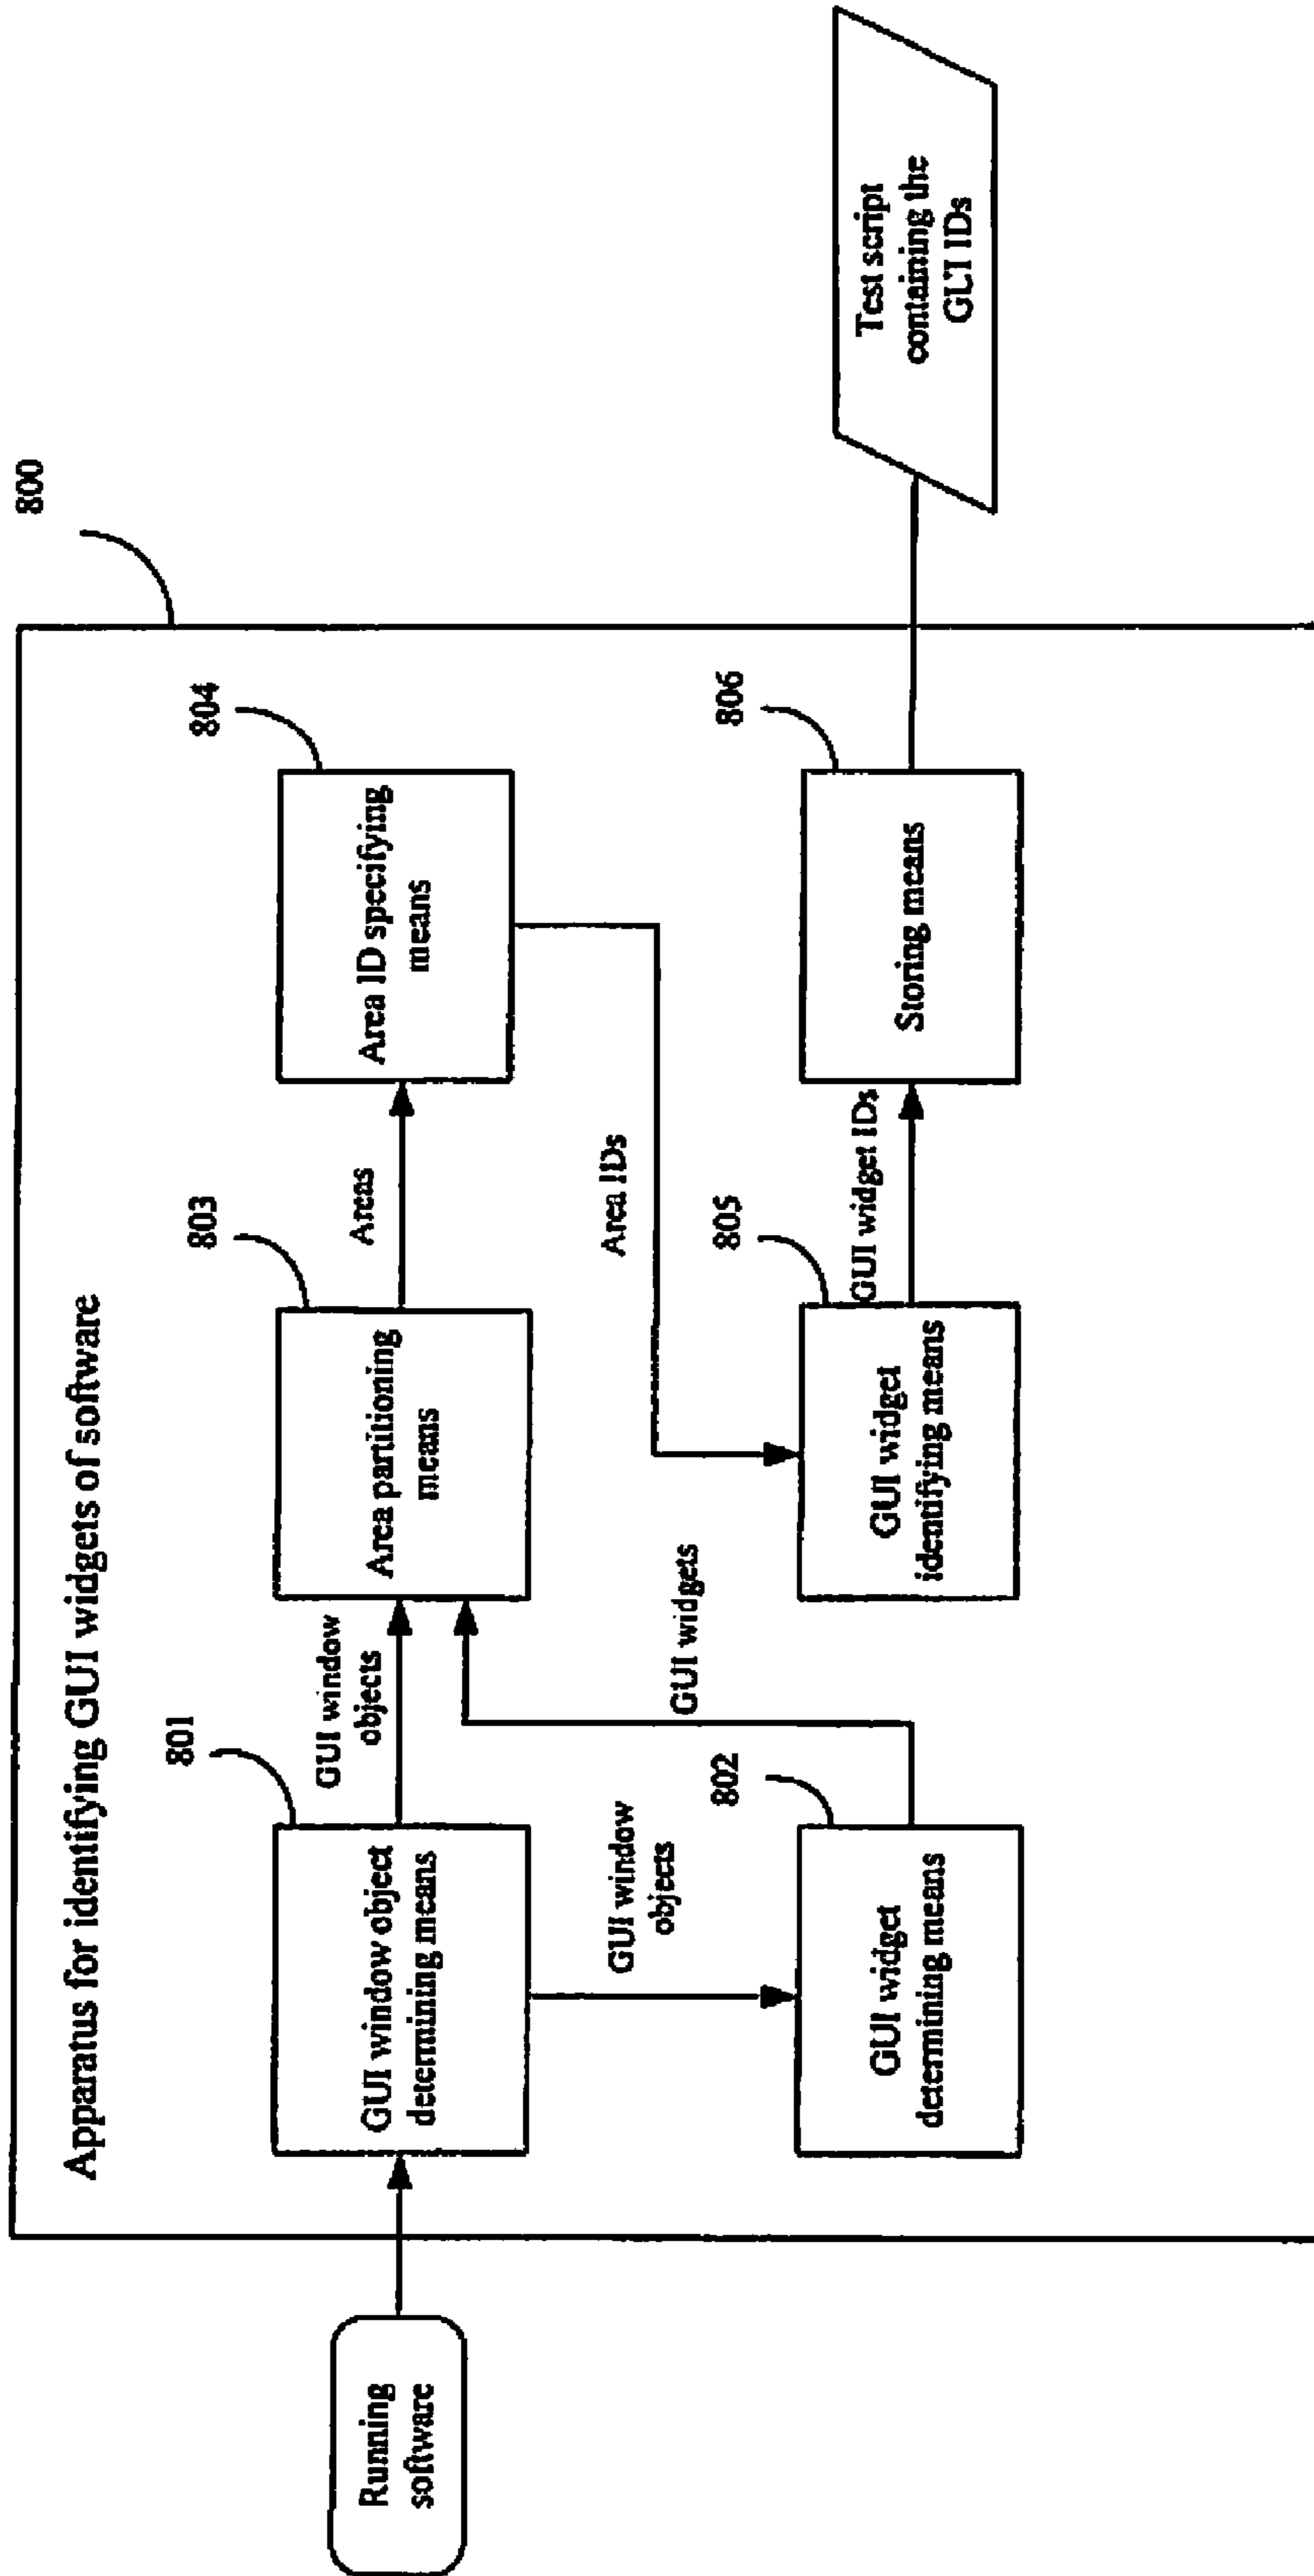 Apparatus for identifying GUI widgets of software
800
Running
software
801
GUI window object
determining means
GUI window
objects
803
Area partitioning
means
Areas
804
Area ID specifying
means
GUI window
objects
802
GUI widget
determining means
GUI widgets
Area IDs
805
GUI widget
identifying means
GUI widget IDs
806
Storing means
Test script
containing the
GUI IDs